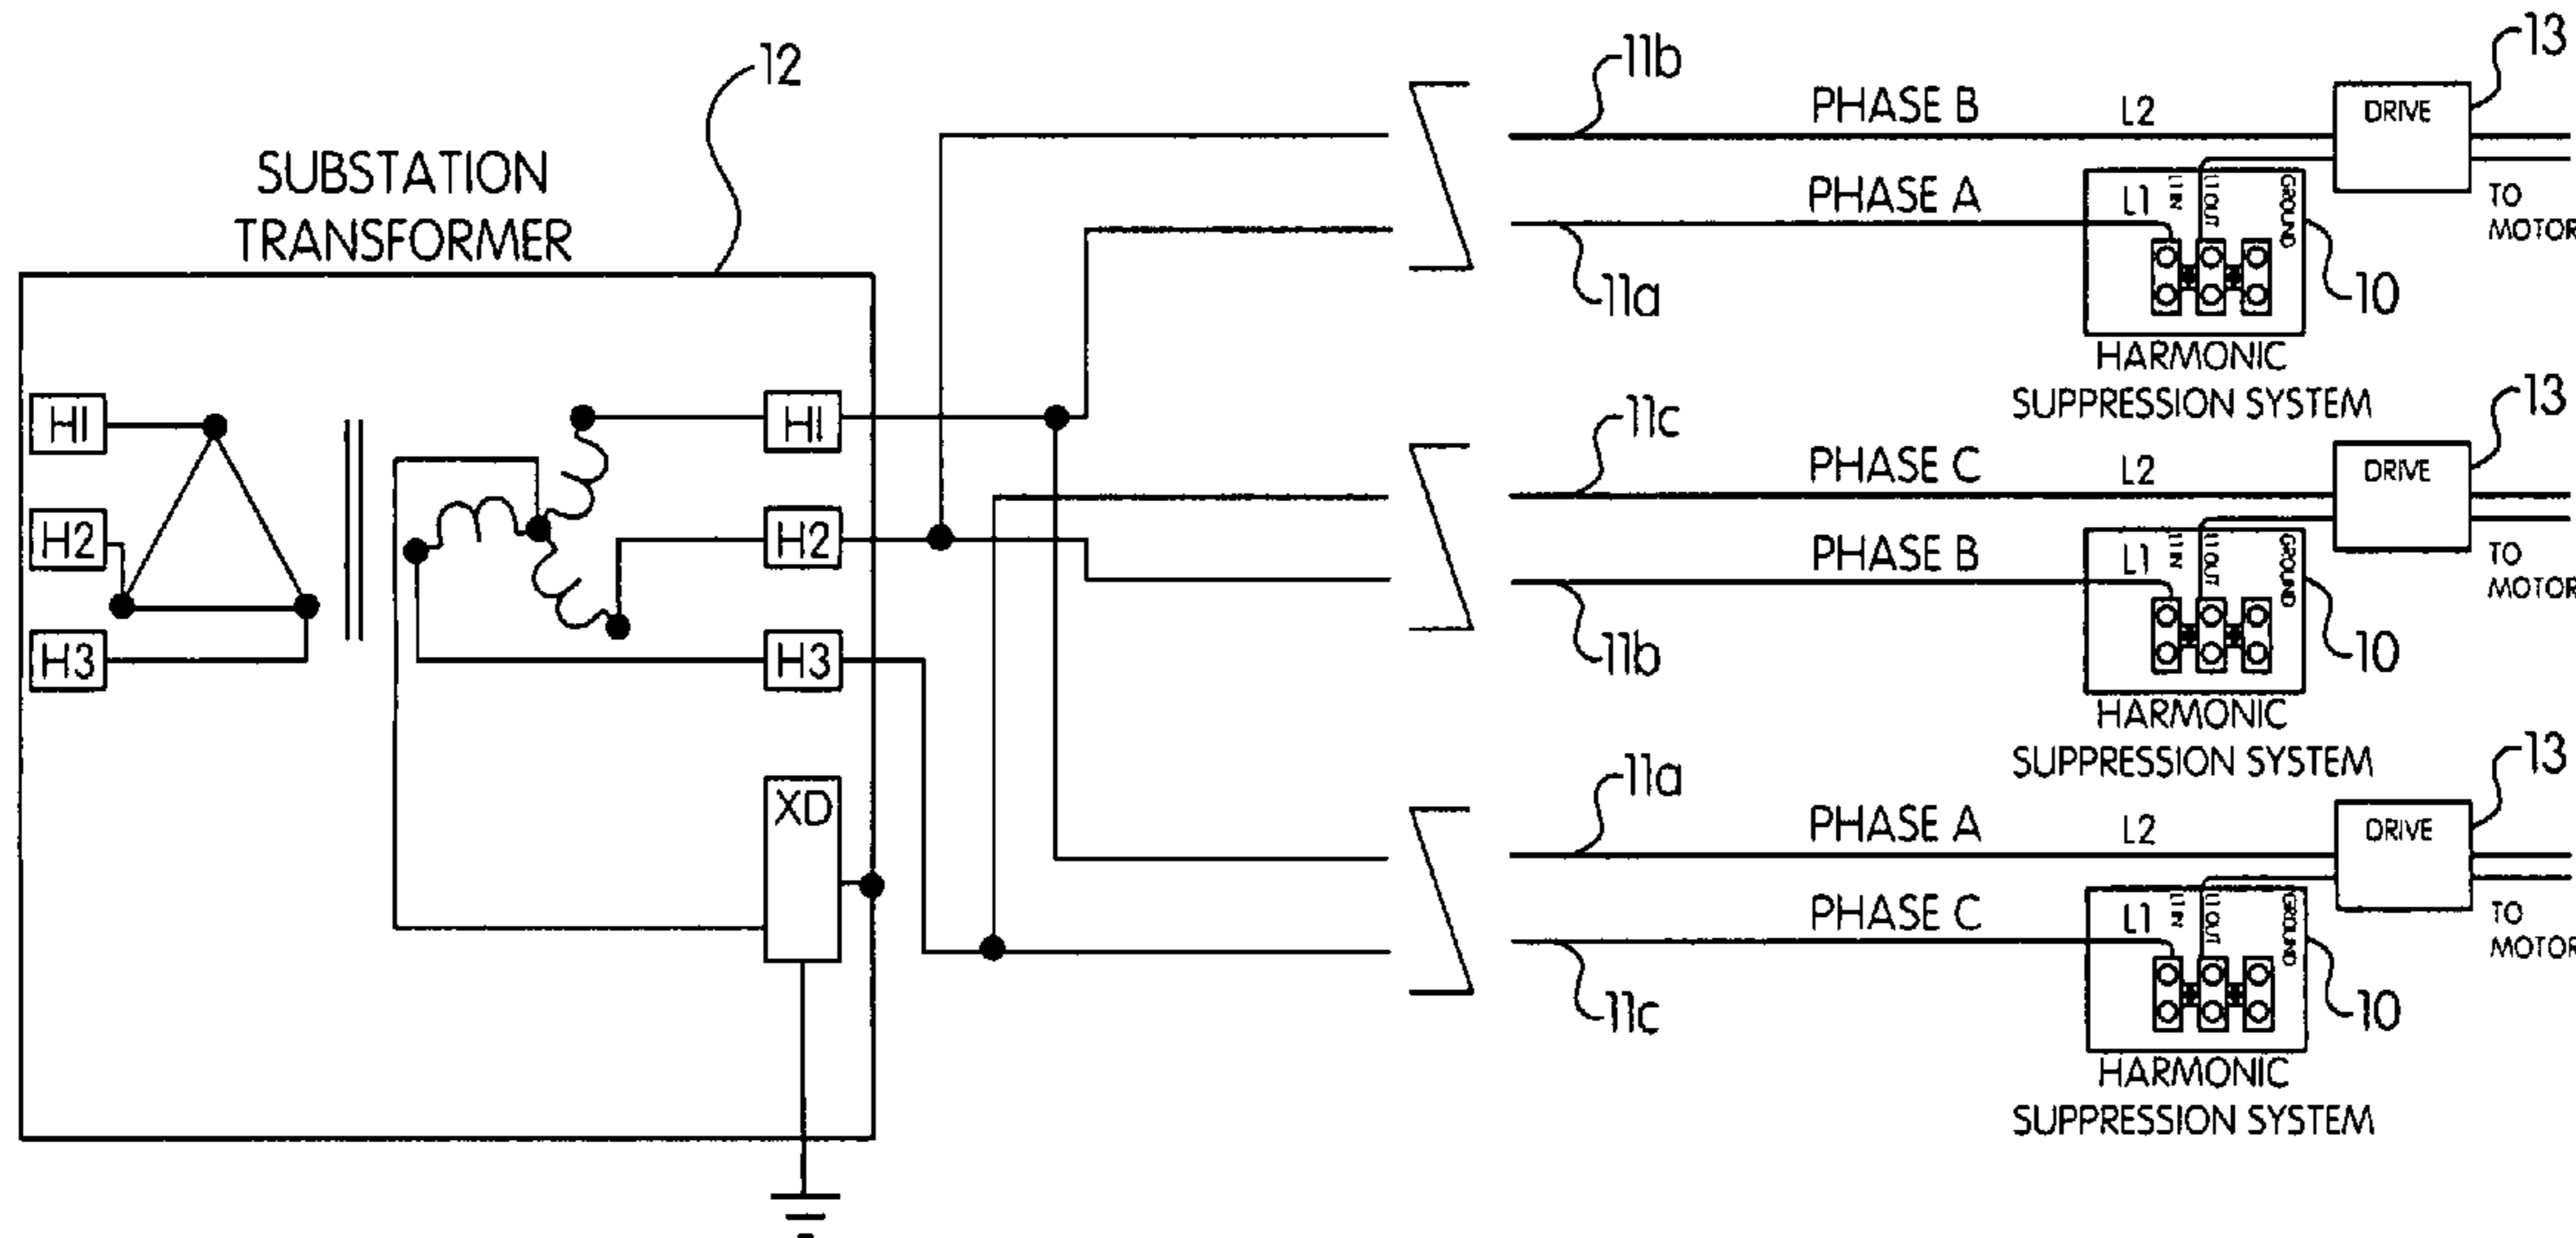 12
SUBSTATION
TRANSFORMER
H1
H2
H3
H1
H2
H3
XD
11b
PHASE B
L2
DRIVE
13
PHASE A
L1
L1 IN
L1 OUT
GROUND
11a
10
TO
MOTOR
HARMONIC
SUPPRESSION SYSTEM
11c
PHASE C
L2
DRIVE
13
PHASE B
L1
L1 IN
L1 OUT
GROUND
11b
10
TO
MOTOR
HARMONIC
SUPPRESSION SYSTEM
11a
PHASE A
L2
DRIVE
13
PHASE C
L1
L1 IN
L1 OUT
GROUND
11c
10
TO
MOTOR
HARMONIC
SUPPRESSION SYSTEM